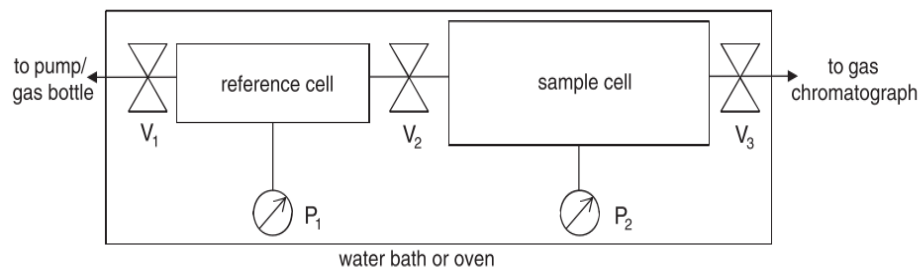 to pump/
gas bottle
reference cell
sample cell
to gas
chromatograph
V₁
V₂
V₃
P₁
P₂
water bath or oven